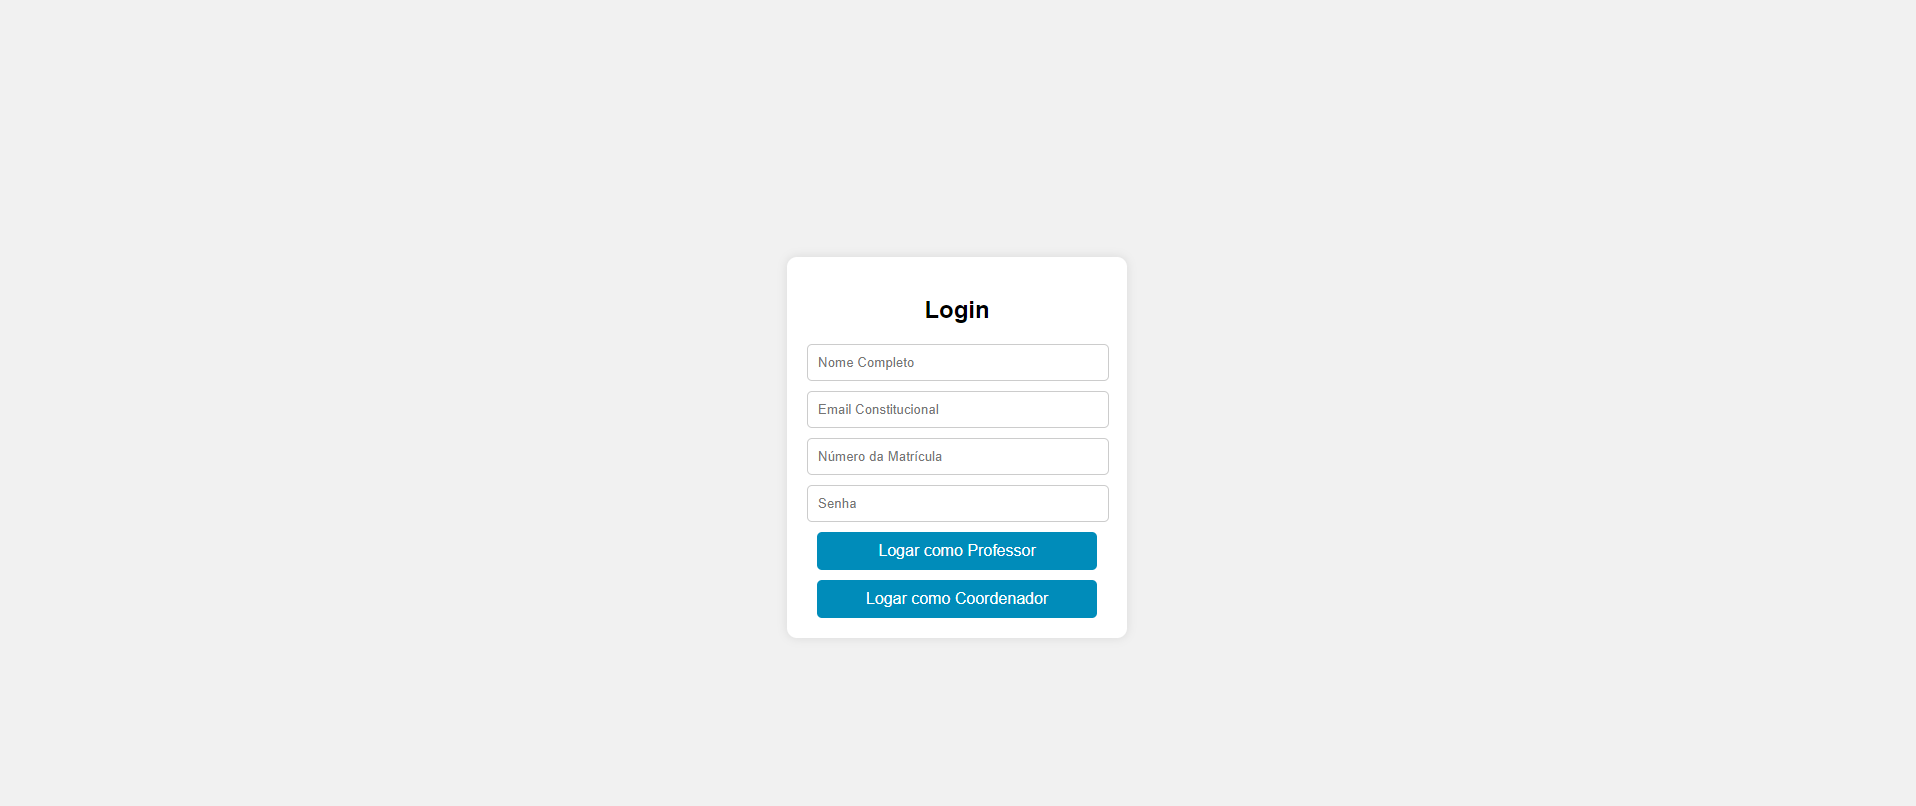 Login
Nome Completo
Email Constitucional
Número da Matrícula
Senha
Logar como Professor
Logar como Coordenador